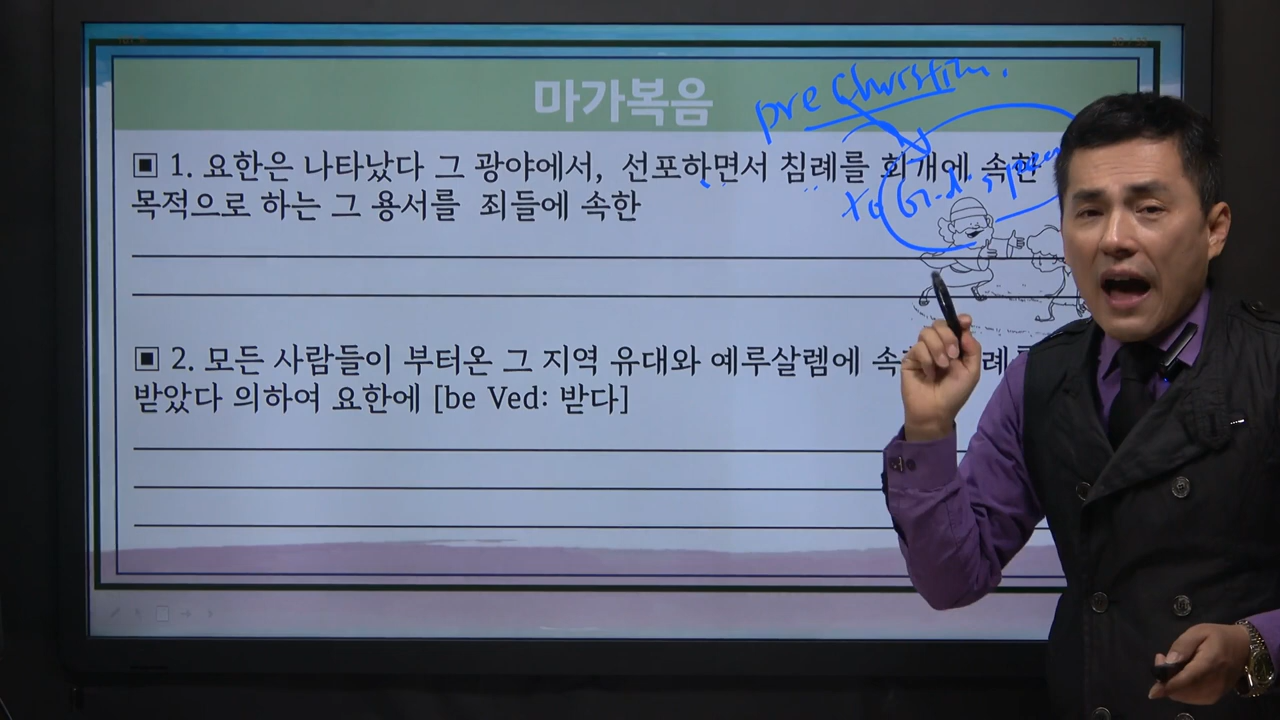 마가복음
▣ 1. 요한은 나타났다 그 광야에서, 선포하면서 침례를 회개에 속한
목적으로 하는 그 용서를 죄들에 속한
▣ 2. 모든 사람들이 부터온 그 지역 유대와 예루살렘에
받았다 의하여 요한에 [be Ved: 받다]
pre
to